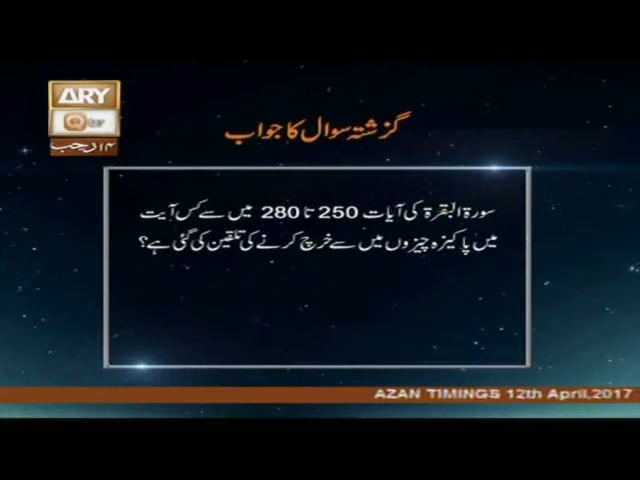 ARY
Qtv
۱۴ رجب
گزشتہ سوال کا جواب
سورۃ البقرۃ کی آیات 250 تا 280 میں سے کس آیت
میں پاکیزہ چیزوں میں سے خرچ کرنے کی تلقین کی گئی ہے؟
AZAN TIMINGS 12th April,2017